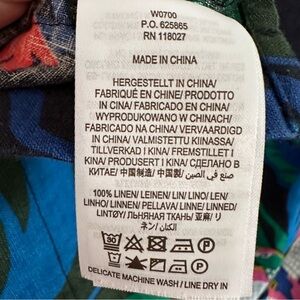 W0700
P.O. 625865
RN 118027
MADE IN CHINA
HERGESTELLT IN CHINA/
FABRIQUÉ EN CHINE/ PRODOTTO
IN CINA/ FABRICADO EN CHINA/
WYPRODUKOWANO W CHINACH/
FABRICADO NA CHINA/ VERVAARDIGD
IN CHINA/ VALMISTETTU KIINASSA/
TILLVERKAD I KINA/ FREMSTILLET I
KINA/ PRODUSERT I KINA/ СДЕЛАНО В
КИТАЕ/ 中国制造/ 中国製/ صنع في الصين
100% LINEN/ LEINEN/ LIN/ LINO/ LEN/
LINHO/ LINNEN/ PELLAVA/ LINNE/ LINNED/
LINTØY/ ЛЬНЯНАЯ ТКАНЬ/ 亚麻/ リ
ネン/ الكتان
P
DELICATE MACHINE WASH/ LINE DRY IN